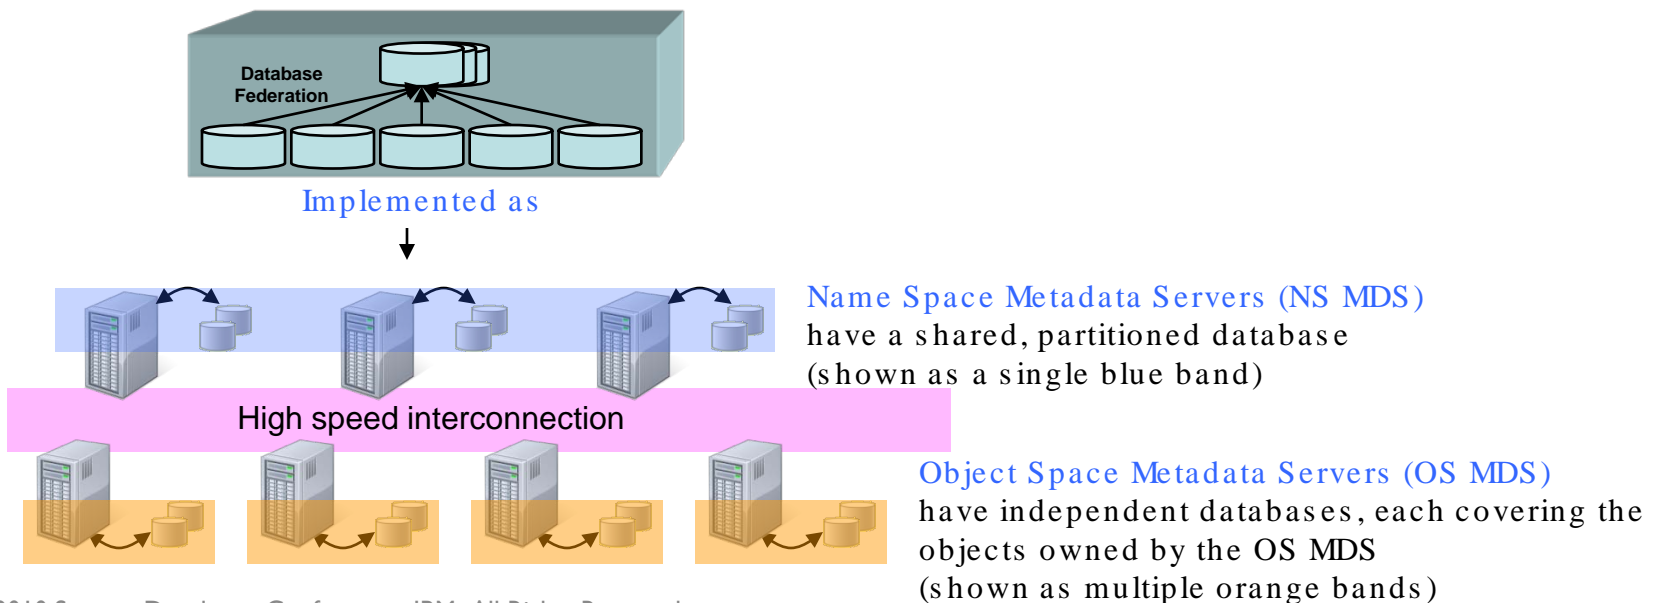 Database
Federation
Implemented as
Name Space Metadata Servers (NS MDS)
have a shared, partitioned database
(shown as a single blue band)
High speed interconnection
Object Space Metadata Servers (OS MDS)
have independent databases, each covering the
objects owned by the OS MDS
(shown as multiple orange bands)